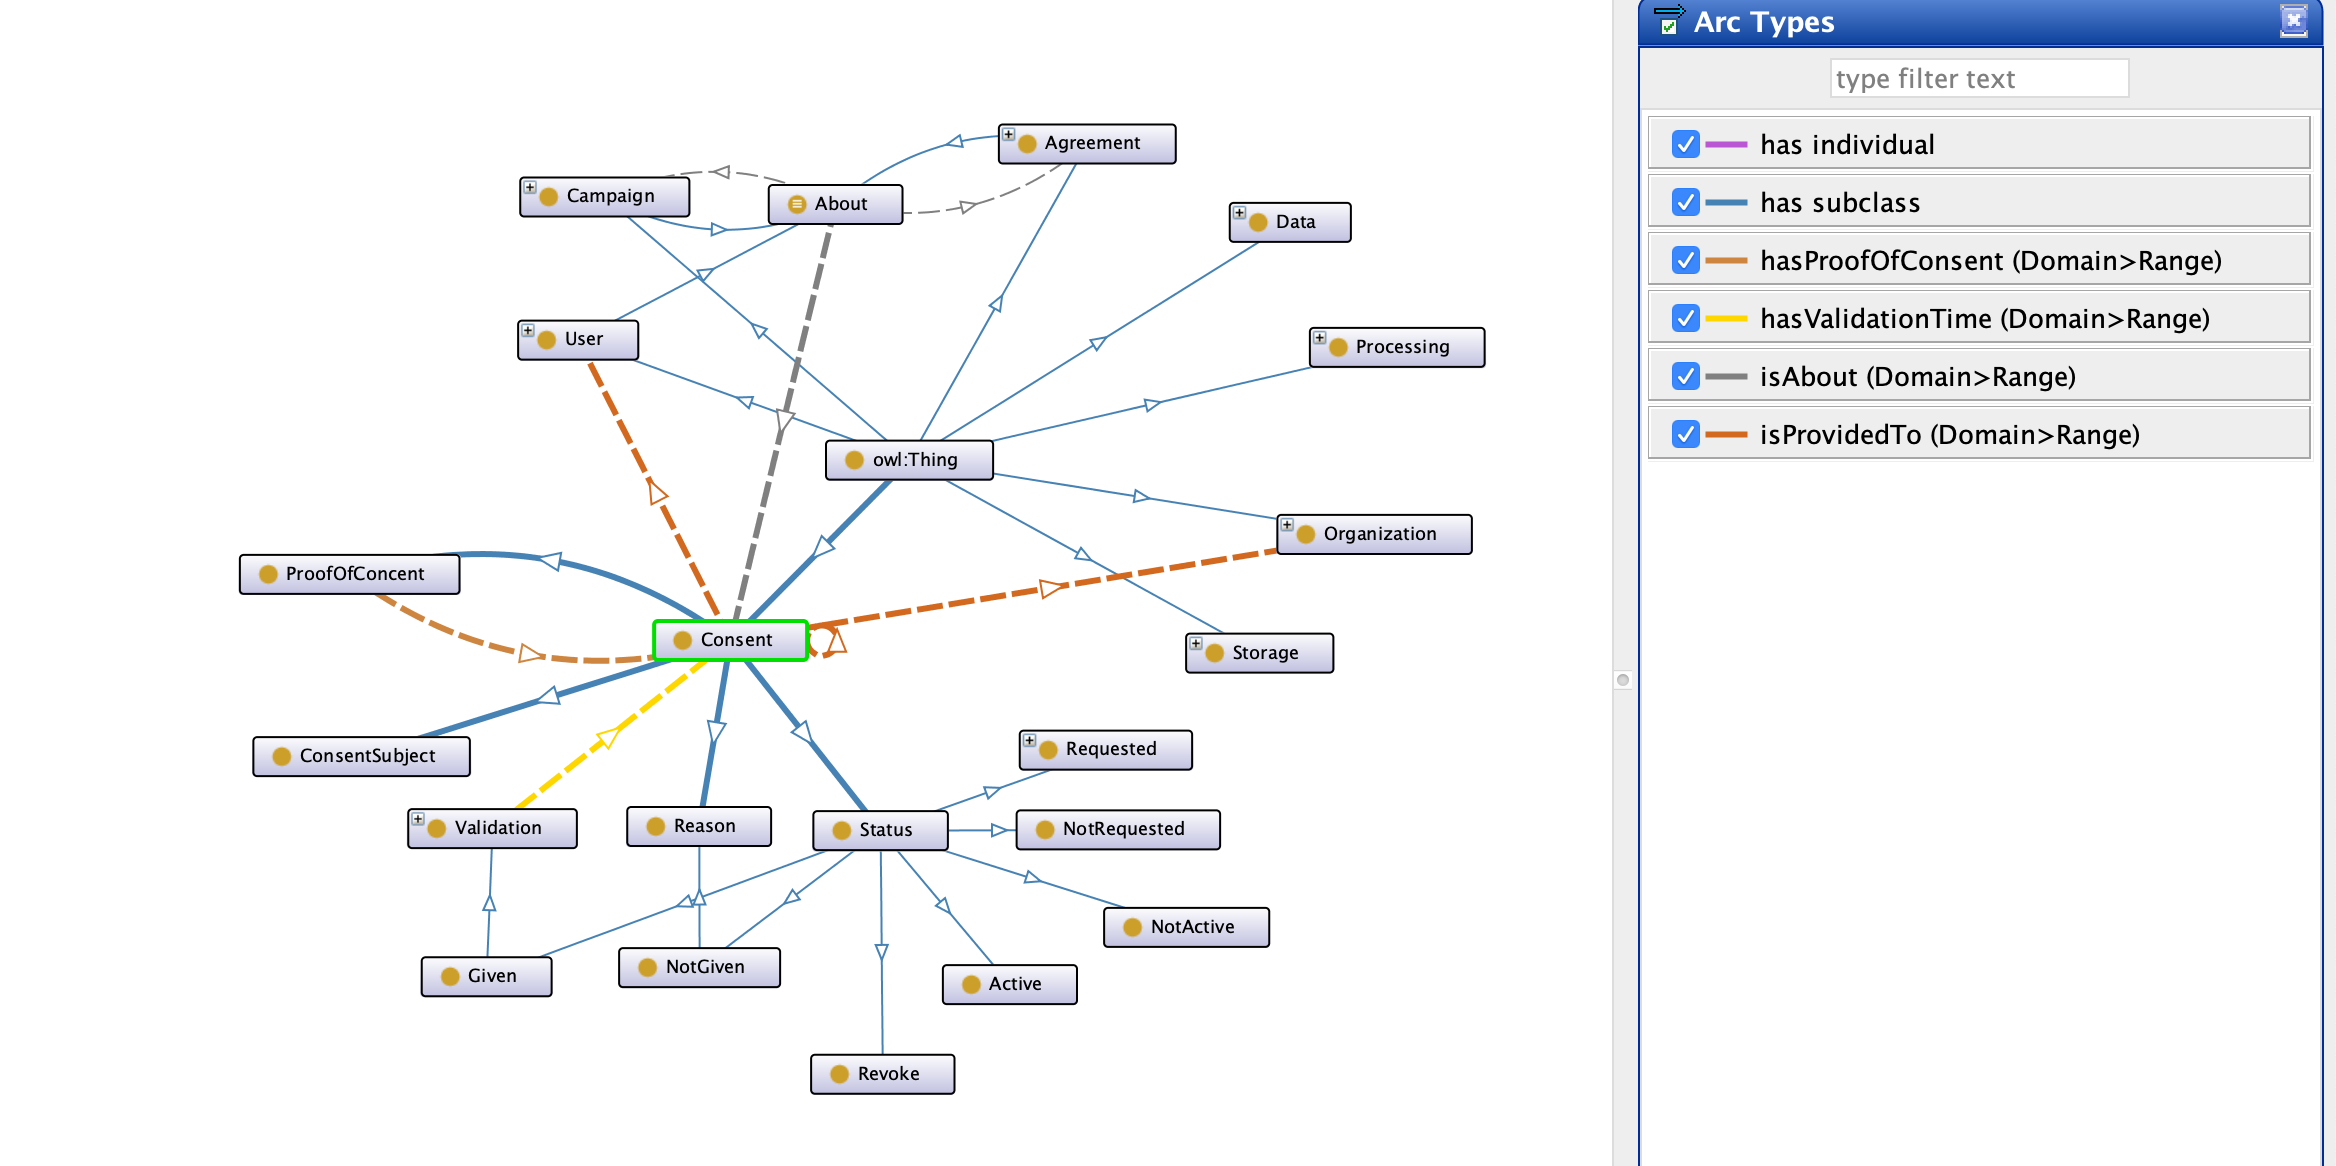 Arc Types
type filter text
has individual
has subclass
hasProofOfConsent (Domain>Range)
hasValidationTime (Domain>Range)
isAbout (Domain>Range)
isProvidedTo (Domain>Range)
Agreement
Campaign
About
Data
User
Processing
owl:Thing
Organization
ProofOfConcent
Consent
Storage
ConsentSubject
Requested
Validation
Reason
Status
NotRequested
NotActive
Given
NotGiven
Active
Revoke